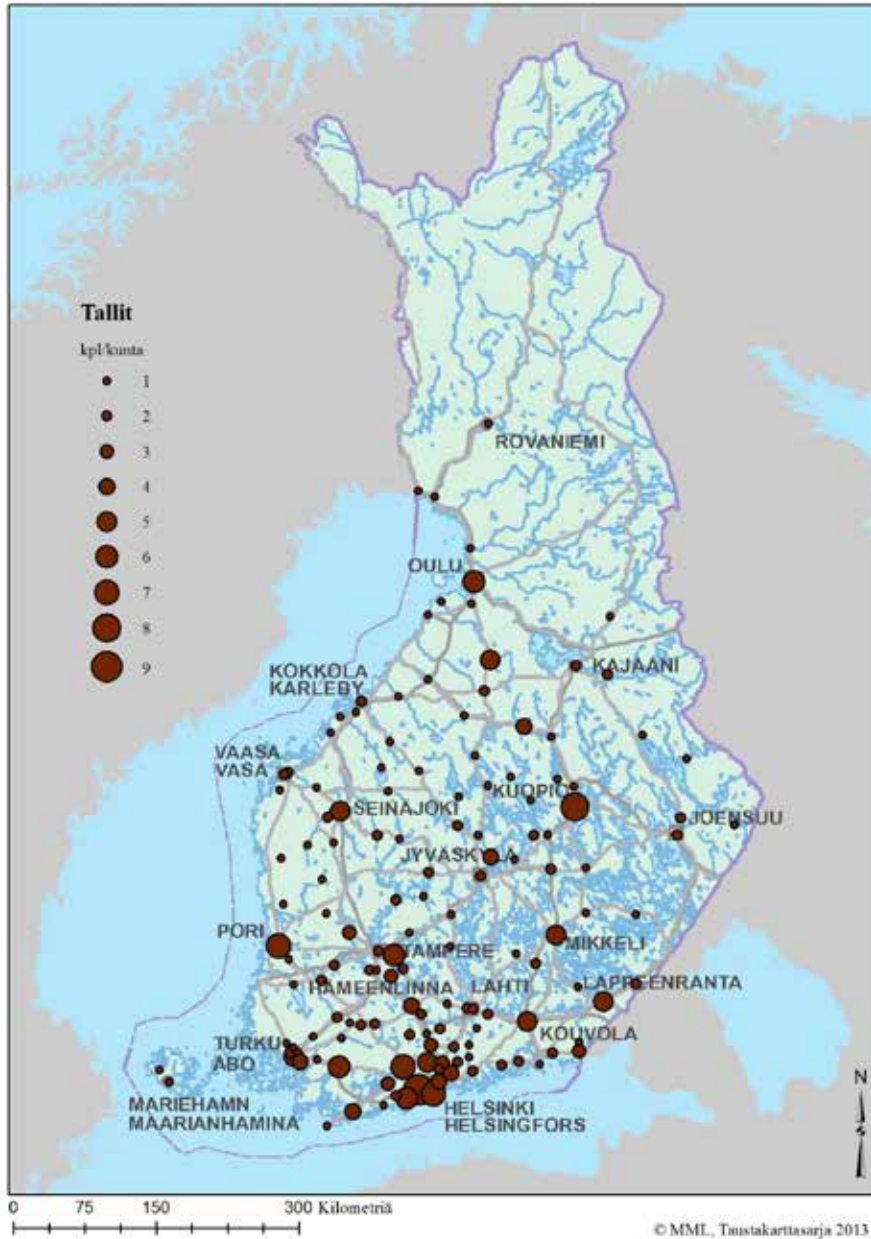 Tallit
kpl/kunta
1
2
3
4
5
6
7
8
9
ROVANIEMI
OULU
KAJAANI
KOKKOLA
KARLEBY
VAASA
VASA
KUOPIO
SEINÄJOKI
JOENSUU
JYVÄSKYLÄ
PORI
TAMPERE
MIKKELI
HÄMEENLINNA
LAHTI
LAPPEENRANTA
KOUVOLA
TURKU
ÅBO
MARIEHAMN
MAARIANHAMINA
HELSINKI
HELSINGFORS
N
0 75 150 300 Kilometriä
© MML, Taustakarttasarja 2013